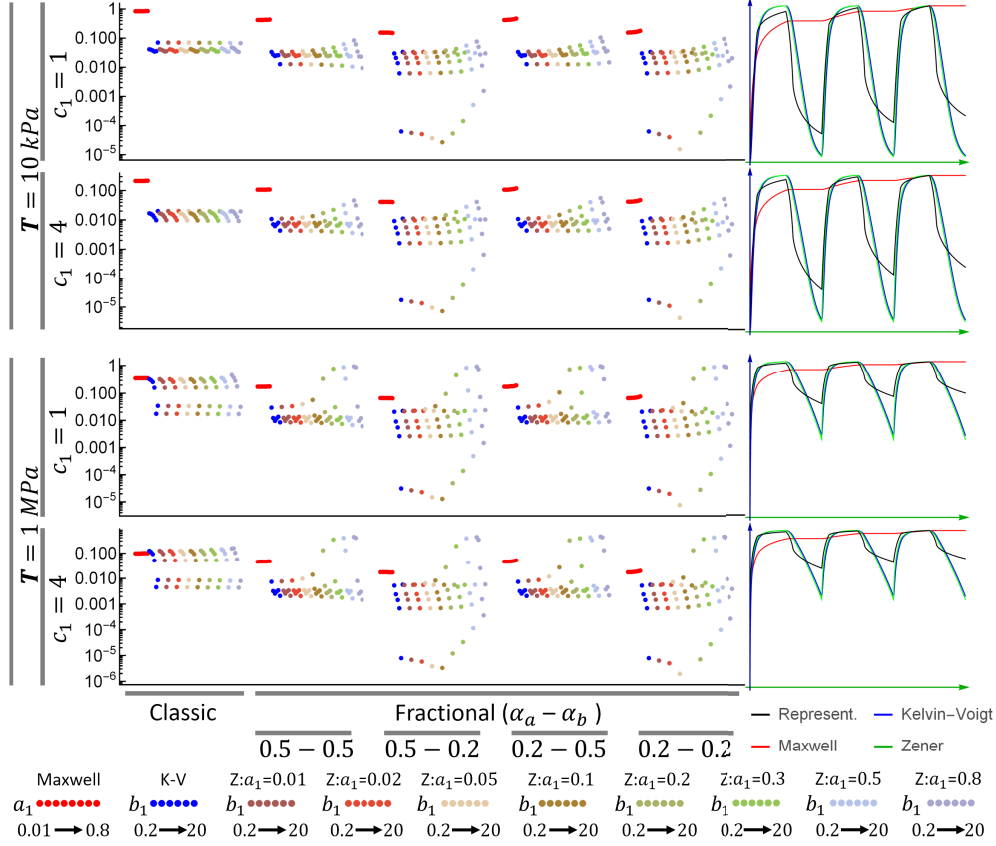 T = 10 kPa
c₁ = 1
1
0.100
0.010
0.001
10⁻⁴
10⁻⁵
c₁ = 4
0.100
0.010
0.001
10⁻⁴
10⁻⁵
T = 1 MPa
c₁ = 1
1
0.100
0.010
0.001
10⁻⁴
10⁻⁵
c₁ = 4
0.100
0.010
0.001
10⁻⁴
10⁻⁵
10⁻⁶
Classic
Fractional (αₐ − α_b )
0.5 − 0.5 0.5 − 0.2 0.2 − 0.5 0.2 − 0.2
Represent. Kelvin−Voigt
Maxwell Zener
Maxwell K-V Z:a₁=0.01 Z:a₁=0.02 Z:a₁=0.05 Z:a₁=0.1 Z:a₁=0.2 Z:a₁=0.3 Z:a₁=0.5 Z:a₁=0.8
a₁ b₁ b₁ b₁ b₁ b₁ b₁ b₁ b₁ b₁
0.01 → 0.8 0.2 → 20 0.2 → 20 0.2 → 20 0.2 → 20 0.2 → 20 0.2 → 20 0.2 → 20 0.2 → 20 0.2 → 20